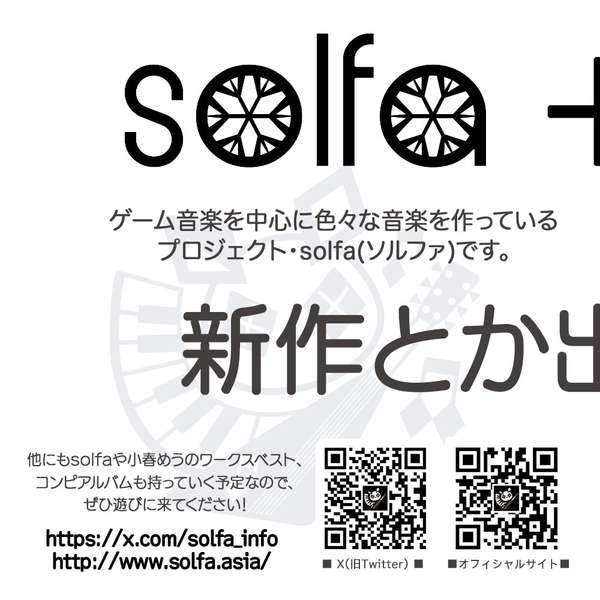 solfa +
ゲーム音楽を中心に色々な音楽を作っている
プロジェクト・solfa(ソルファ)です。
新作とか出
他にもsolfaや小春めうのワークスベスト、
コンピアルバムも持っていく予定なので、
ぜひ遊びに来てください！
https://x.com/solfa_info
http://www.solfa.asia/
■ X(旧Twitter) ■
■オフィシャルサイト■